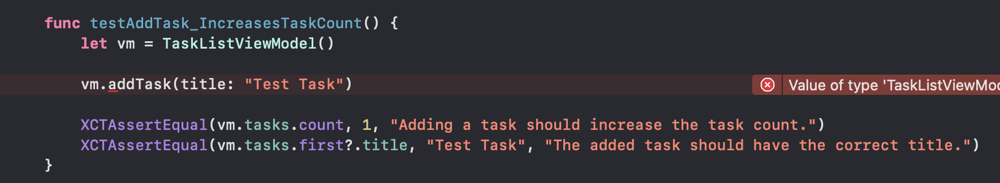 func testAddTask_IncreasesTaskCount() {
let vm = TaskListViewModel()
vm.addTask(title: "Test Task")
Value of type 'TaskListViewMod
XCTAssertEqual(vm.tasks.count, 1, "Adding a task should increase the task count.")
XCTAssertEqual(vm.tasks.first?.title, "Test Task", "The added task should have the correct title.")
}